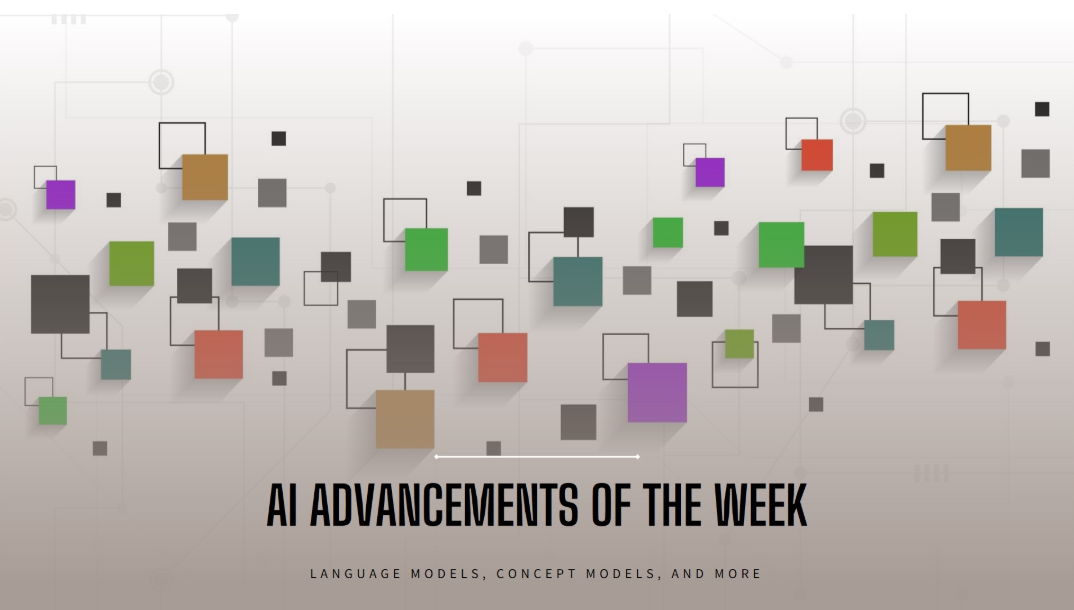 AI ADVANCEMENTS OF THE WEEK
LANGUAGE MODELS, CONCEPT MODELS, AND MORE